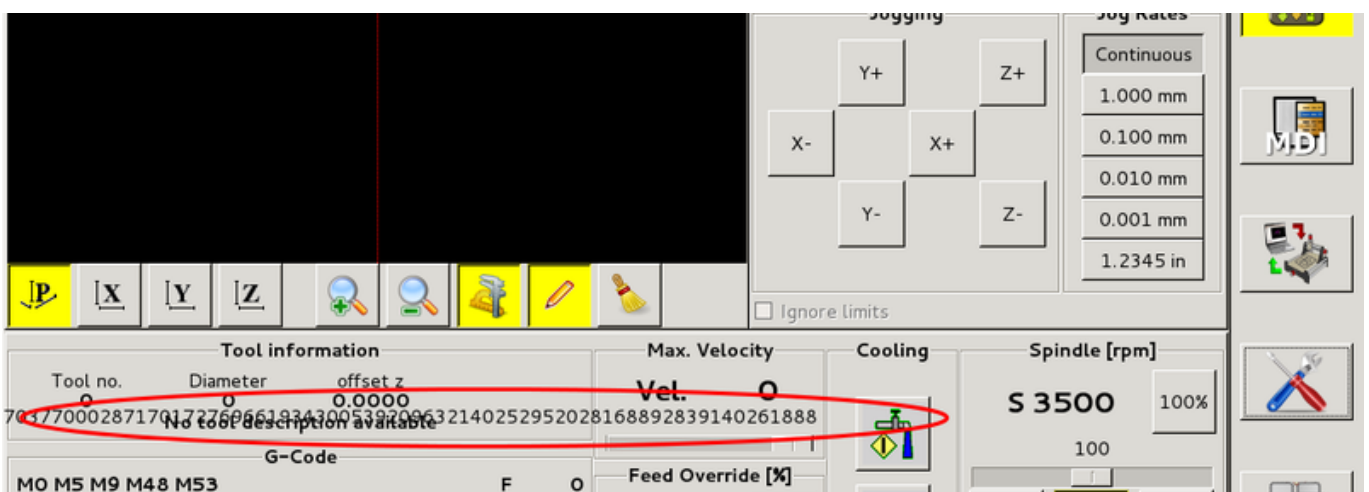 Jogging
Jog Rates
Continuous
Y+
Z+
1.000 mm
MDI
X-
X+
0.100 mm
0.010 mm
Y-
Z-
0.001 mm
1.2345 in
P
X
Y
Z
Ignore limits
Tool information
Max. Velocity
Cooling
Spindle [rpm]
Tool no.
Diameter
offset z
0
0
0.0000
Vel.
0
S 3500
100%
No tool description available
100
G-Code
Feed Override [%]
M0 M5 M9 M48 M53
F
0